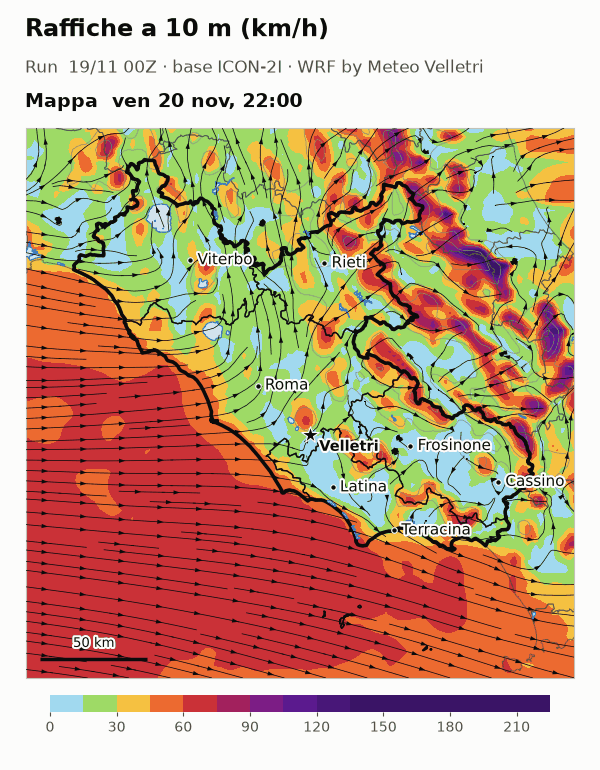 Raffiche a 10 m (km/h)
Run 19/11 00Z · base ICON-2I · WRF by Meteo Velletri
Mappa ven 20 nov, 22:00
Viterbo
Rieti
Roma
Velletri
Frosinone
Cassino
Latina
Terracina
50 km
0 30 60 90 120 150 180 210